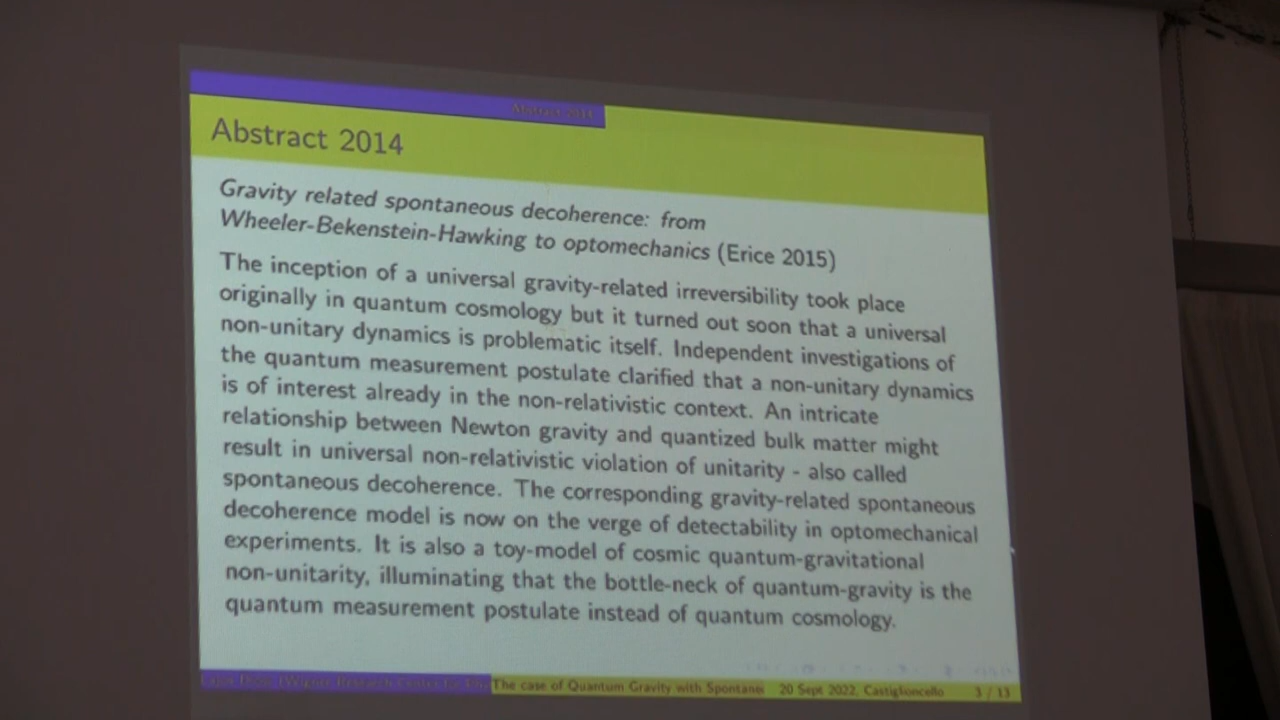 Abstract 2014
Abstract 2014
Gravity related spontaneous decoherence: from
Wheeler-Bekenstein-Hawking to optomechanics (Erice 2015)
The inception of a universal gravity-related irreversibility took place
originally in quantum cosmology but it turned out soon that a universal
non-unitary dynamics is problematic itself. Independent investigations of
the quantum measurement postulate clarified that a non-unitary dynamics
is of interest already in the non-relativistic context. An intricate
relationship between Newton gravity and quantized bulk matter might
result in universal non-relativistic violation of unitarity - also called
spontaneous decoherence. The corresponding gravity-related spontaneous
decoherence model is now on the verge of detectability in optomechanical
experiments. It is also a toy-model of cosmic quantum-gravitational
non-unitarity, illuminating that the bottle-neck of quantum-gravity is the
quantum measurement postulate instead of quantum cosmology.
Research Center for The case of Quantum Gravity with Spontane 20 Sept 2022, Castiglioncello 3 / 13